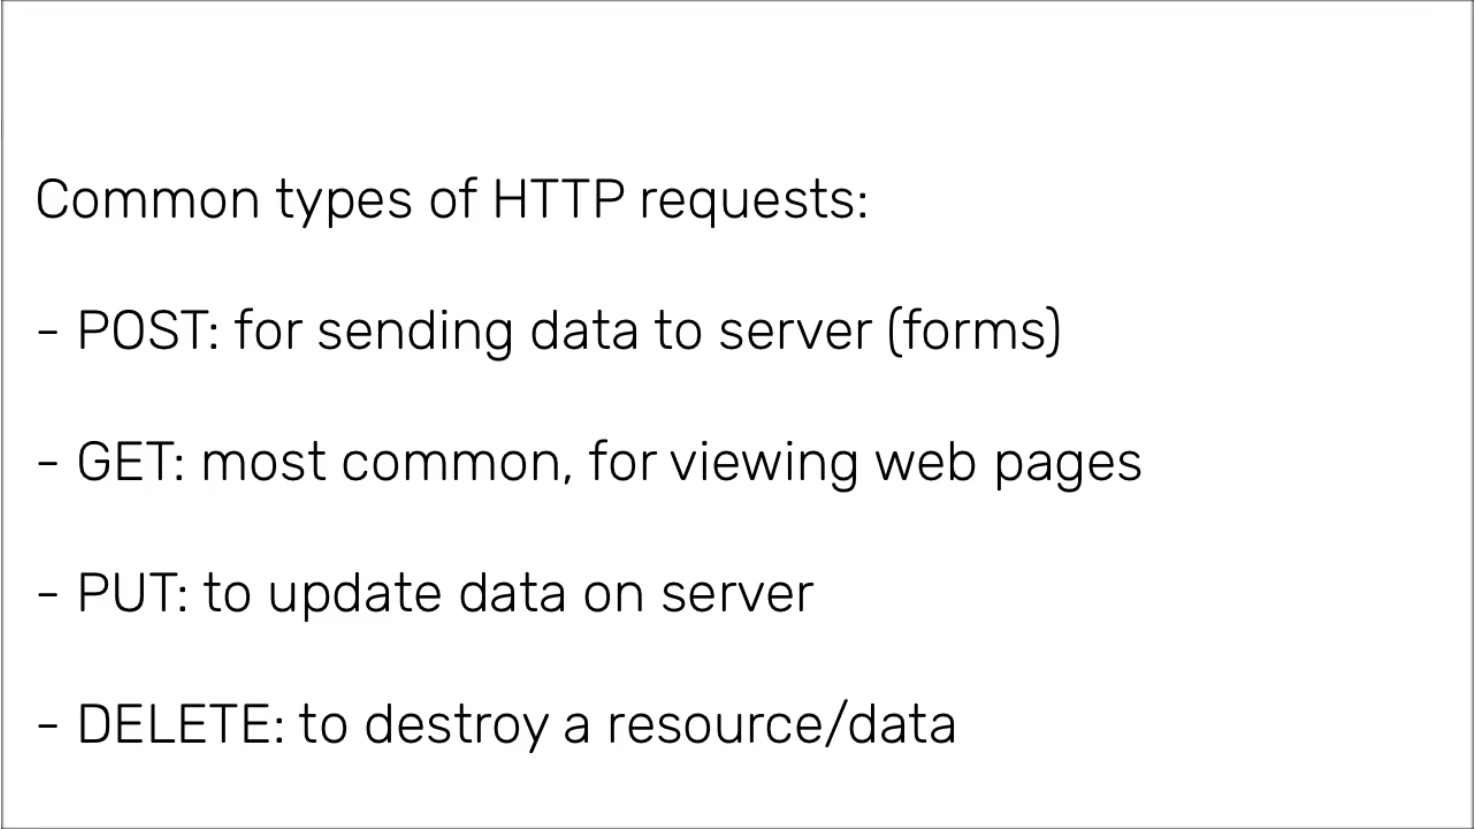 Common types of HTTP requests:
- POST: for sending data to server (forms)
- GET: most common, for viewing web pages
- PUT: to update data on server
- DELETE: to destroy a resource/data